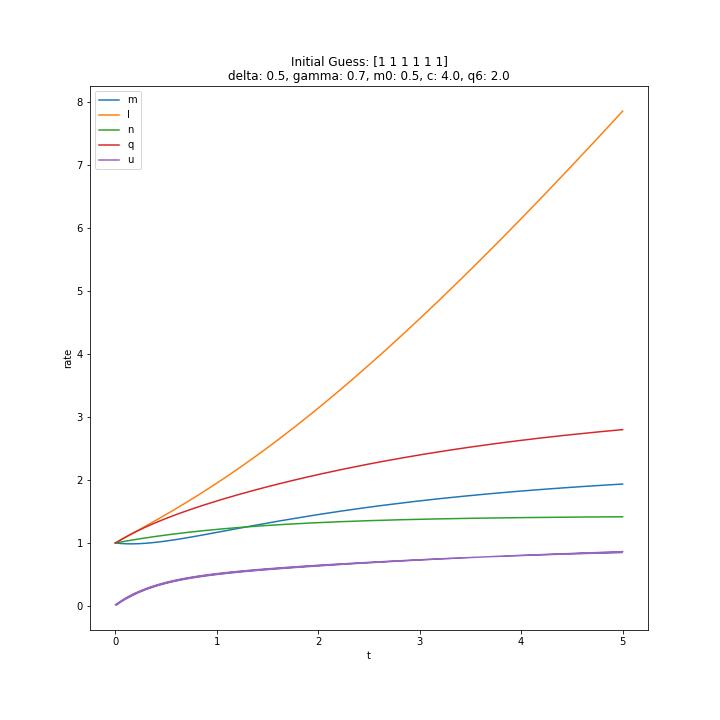 Initial Guess: [1 1 1 1 1 1]
delta: 0.5, gamma: 0.7, m0: 0.5, c: 4.0, q6: 2.0
m
l
n
q
u
8
7
6
5
4
3
2
1
0
rate
0 1 2 3 4 5
t